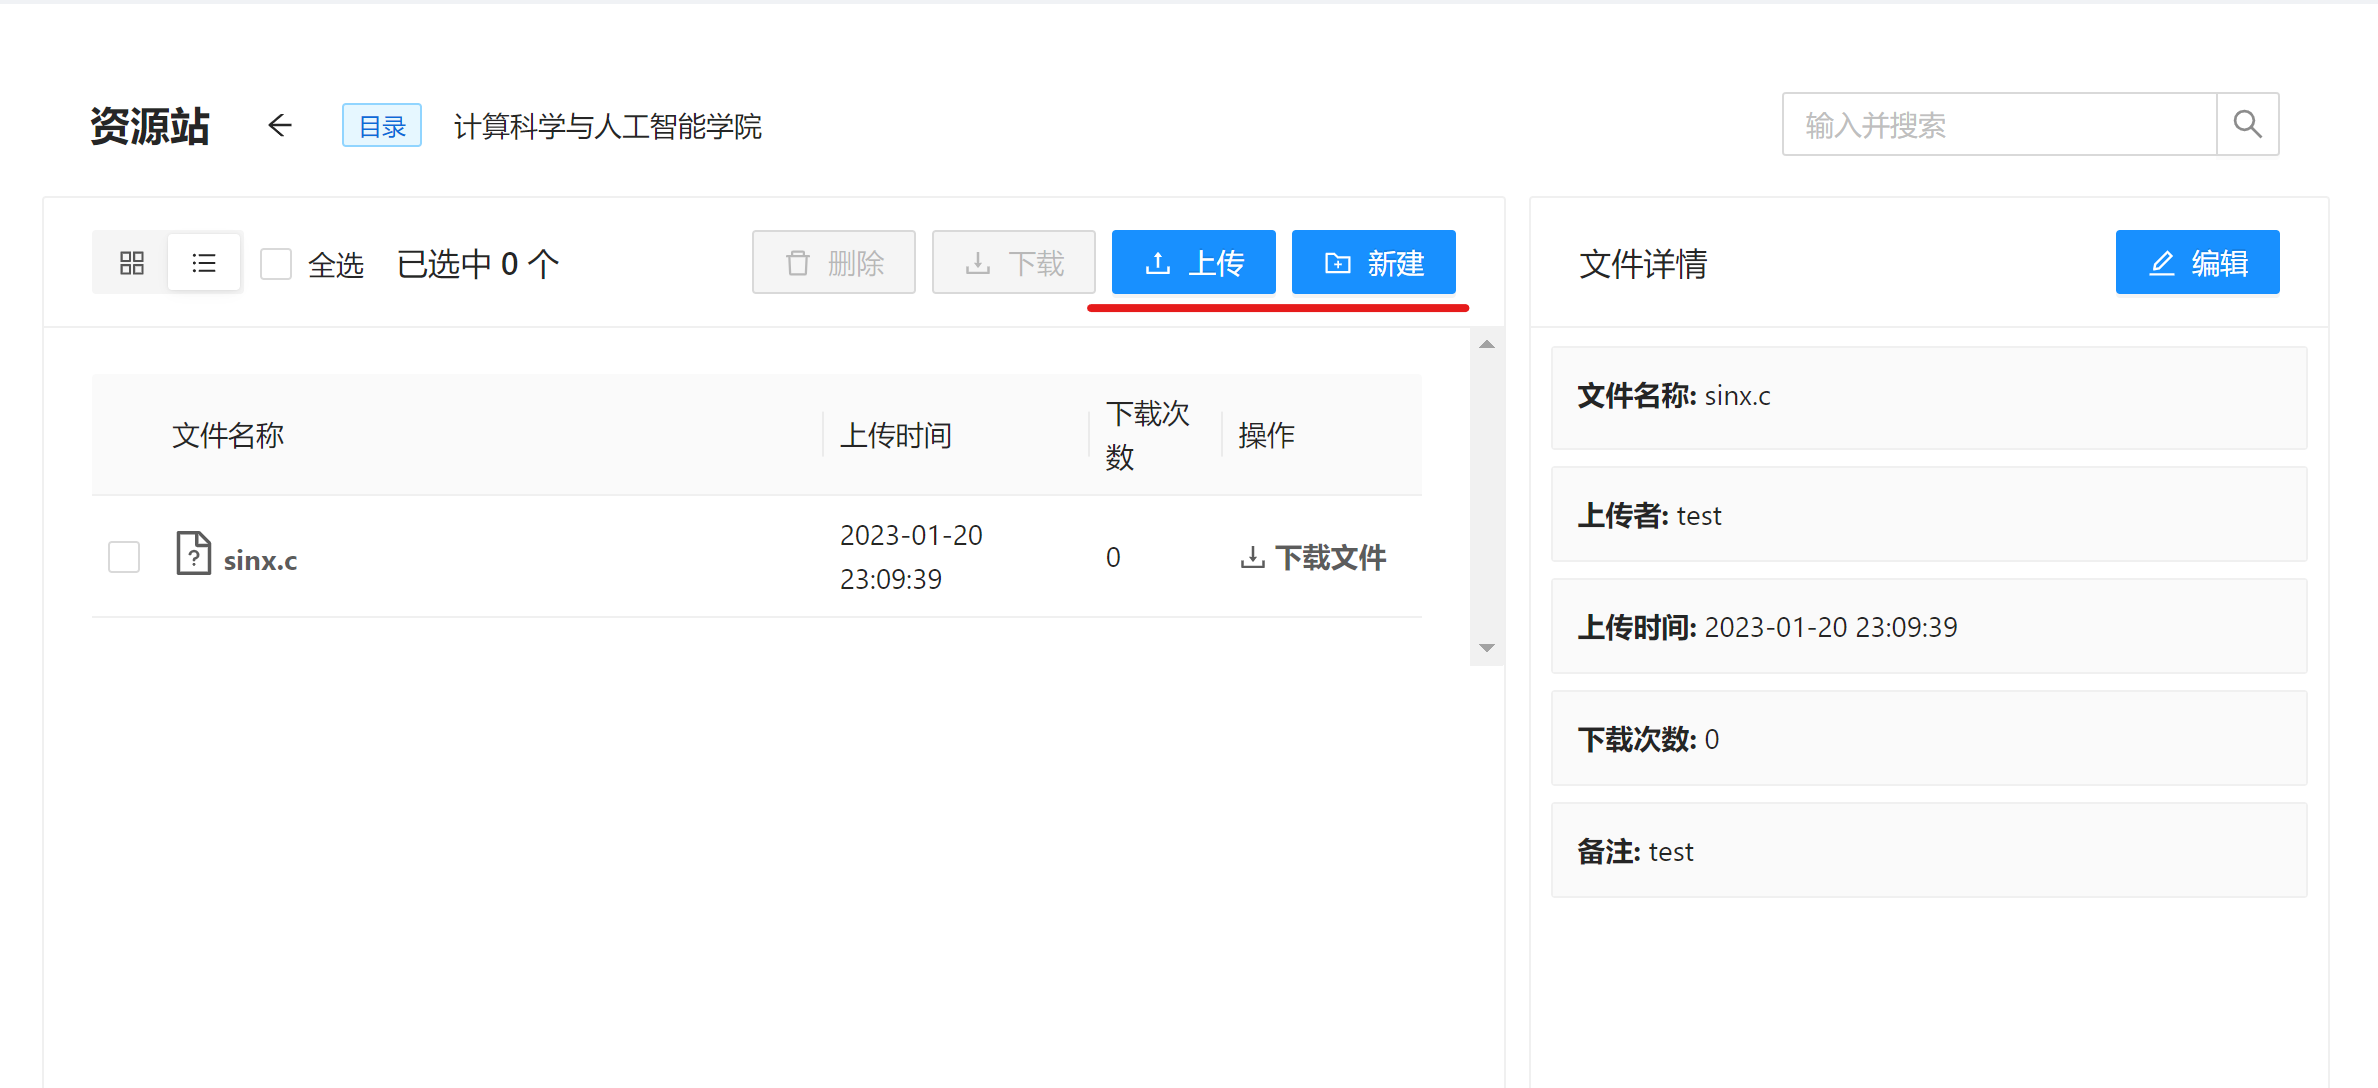 资源站
目录
计算科学与人工智能学院
输入并搜索
全选
已选中 0 个
删除
下载
上传
新建
文件名称
上传时间
下载次
数
操作
sinx.c
2023-01-20
23:09:39
0
下载文件
文件详情
编辑
文件名称: sinx.c
上传者: test
上传时间: 2023-01-20 23:09:39
下载次数: 0
备注: test